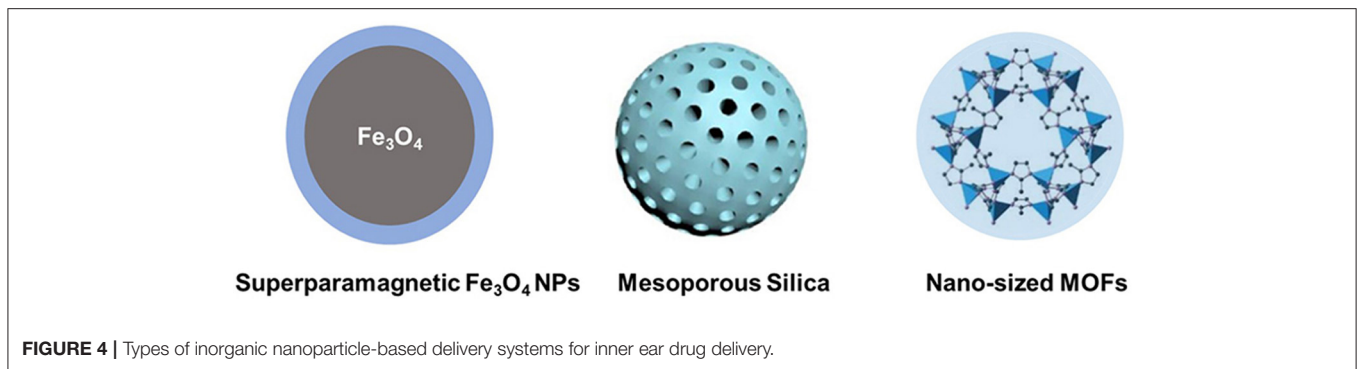 Fe₃O₄
Superparamagnetic Fe₃O₄ NPs
Mesoporous Silica
Nano-sized MOFs
FIGURE 4 | Types of inorganic nanoparticle-based delivery systems for inner ear drug delivery.